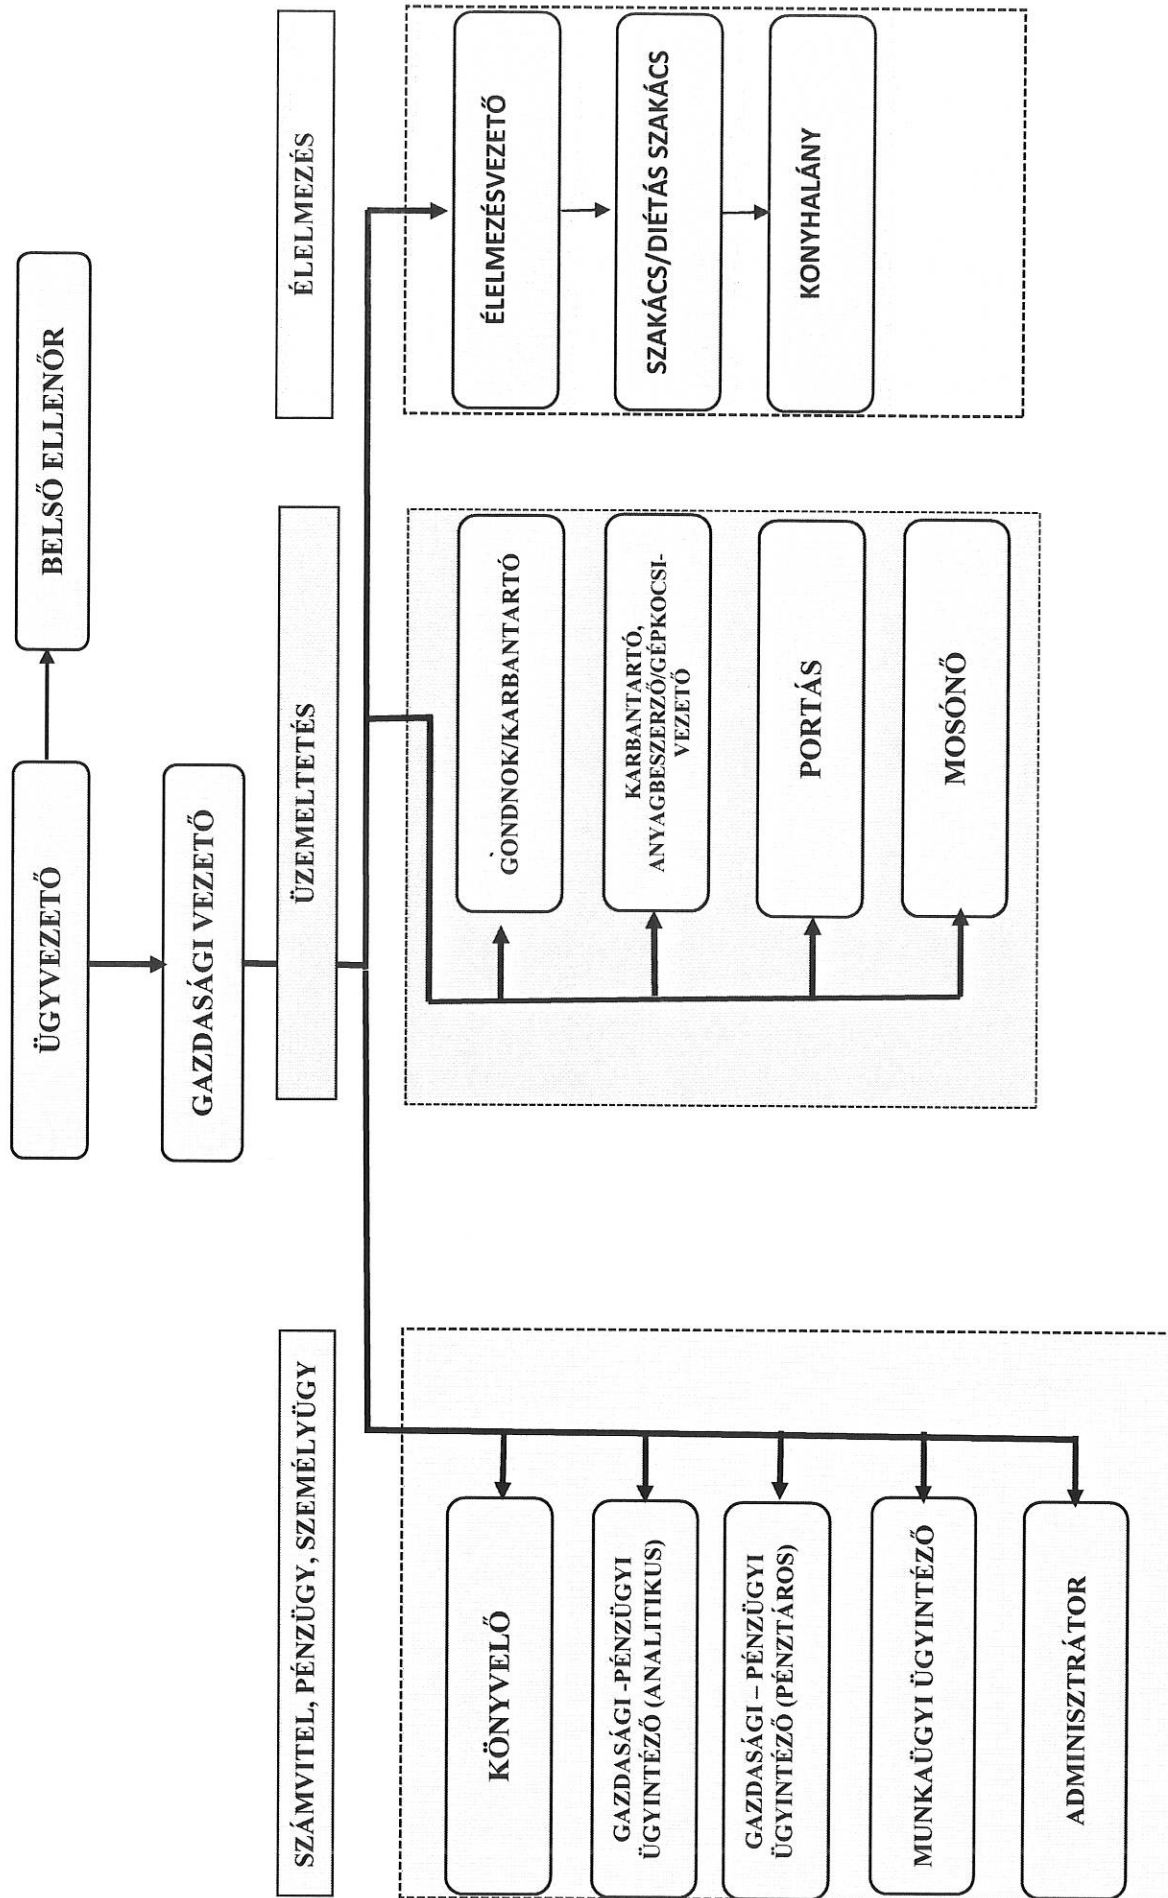 ÜGYVEZETŐ
BELSŐ ELLENŐR
GAZDASÁGI VEZETŐ
SZÁMVITEL, PÉNZÜGY, SZEMÉLYÜGY
KÖNYVELŐ
GAZDASÁGI -PÉNZÜGYI
ÜGYINTÉZŐ (ANALITIKUS)
GAZDASÁGI – PÉNZÜGYI
ÜGYINTÉZŐ (PÉNZTÁROS)
MUNKAÜGYI ÜGYINTÉZŐ
ADMINISZTRÁTOR
ÜZEMELTETÉS
GONDNOK/KARBANTARTÓ
KARBANTARTÓ,
ANYAGBESZERZŐ/GÉPKOCSI-
VEZETŐ
PORTÁS
MOSÓNŐ
ÉLELMEZÉS
ÉLELMEZÉSVEZETŐ
SZAKÁCS/DIÉTÁS SZAKÁCS
KONYHALÁNY